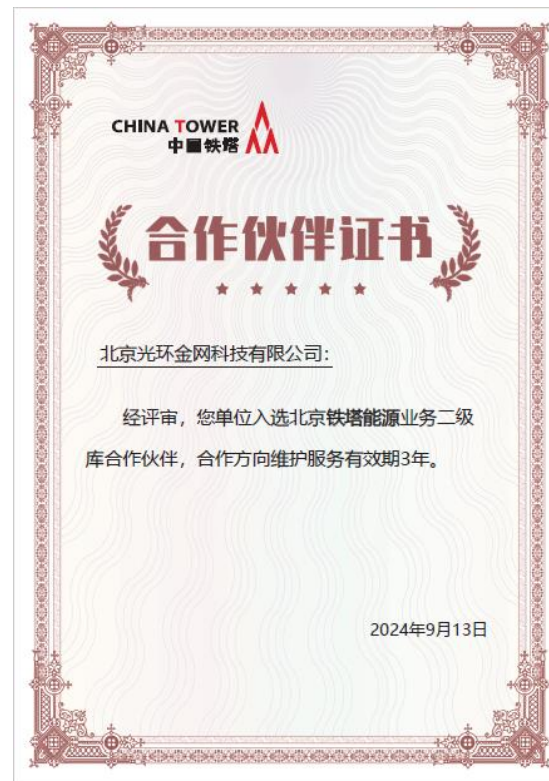 CHINA TOWER
中国铁塔
合作伙伴证书
北京光环金网科技有限公司:
经评审，您单位入选北京铁塔能源业务二级
库合作伙伴，合作方向维护服务有效期3年。
2024年9月13日